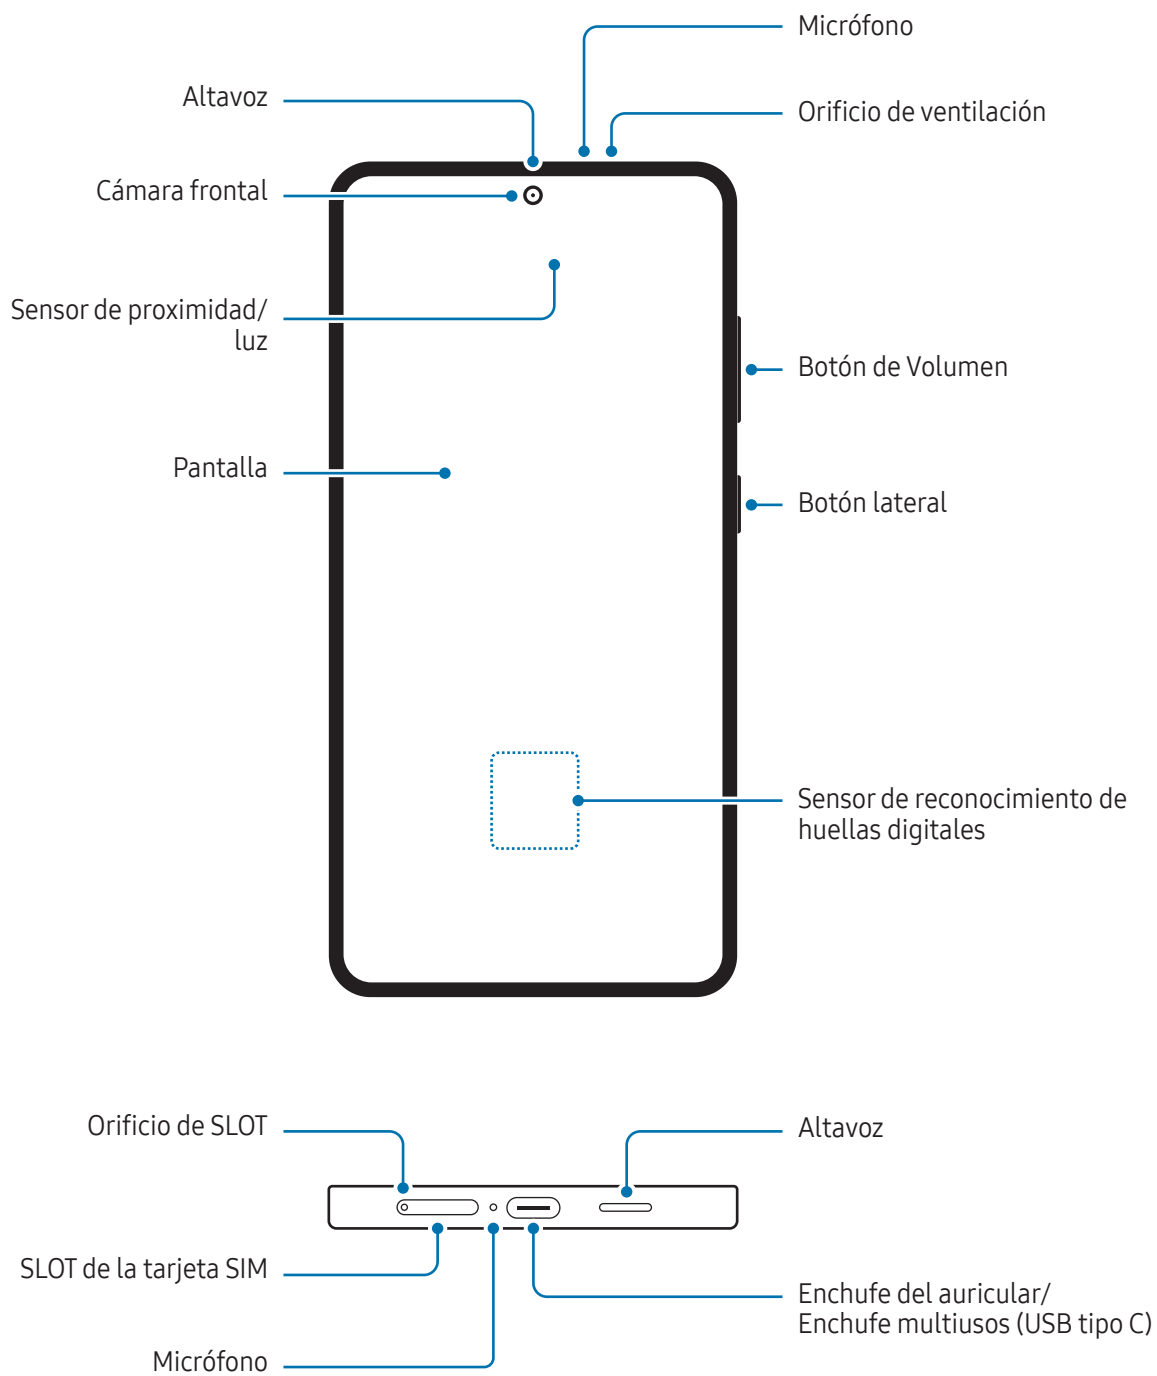 Micrófono
Altavoz
Orificio de ventilación
Cámara frontal
Sensor de proximidad/
luz
Botón de Volumen
Pantalla
Botón lateral
Sensor de reconocimiento de
huellas digitales
Orificio de SLOT
Altavoz
SLOT de la tarjeta SIM
Enchufe del auricular/
Enchufe multiusos (USB tipo C)
Micrófono